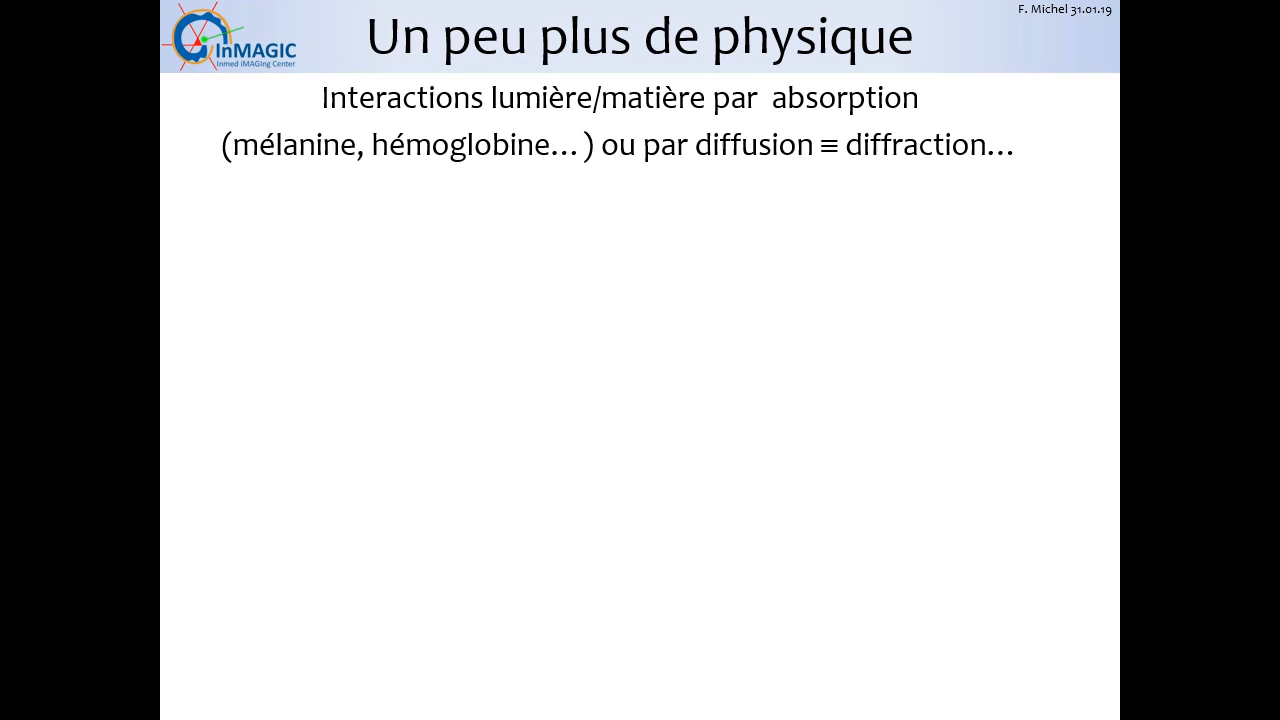 F. Michel 31.01.19
Un peu plus de physique
InMAGIC
Inmed iMAGing Center
Interactions lumière/matière par  absorption
(mélanine, hémoglobine… ) ou par diffusion ≡ diffraction…